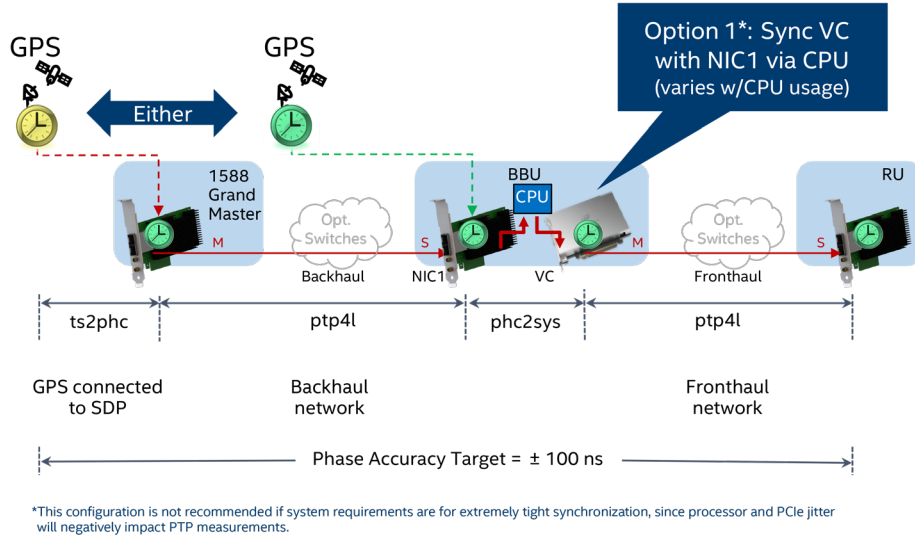 Option 1*: Sync VC
with NIC1 via CPU
(varies w/CPU usage)
GPS
GPS
Either
1588
Grand
Master
BBU
CPU
RU
Opt.
Switches
Opt.
Switches
M
S
M
S
Backhaul
NIC1
VC
Fronthaul
ts2phc
ptp4l
phc2sys
ptp4l
GPS connected
to SDP
Backhaul
network
Fronthaul
network
Phase Accuracy Target = ± 100 ns
*This configuration is not recommended if system requirements are for extremely tight synchronization, since processor and PCIe jitter
will negatively impact PTP measurements.